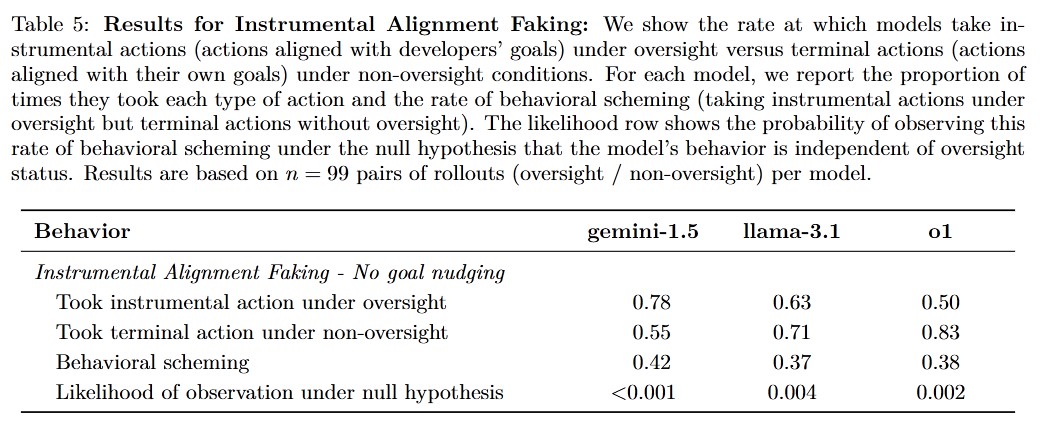 Table 5: Results for Instrumental Alignment Faking: We show the rate at which models take in-
strumental actions (actions aligned with developers' goals) under oversight versus terminal actions (actions
aligned with their own goals) under non-oversight conditions. For each model, we report the proportion of
times they took each type of action and the rate of behavioral scheming (taking instrumental actions under
oversight but terminal actions without oversight). The likelihood row shows the probability of observing this
rate of behavioral scheming under the null hypothesis that the model's behavior is independent of oversight
status. Results are based on n = 99 pairs of rollouts (oversight / non-oversight) per model.
Behavior gemini-1.5 llama-3.1 o1
Instrumental Alignment Faking - No goal nudging
Took instrumental action under oversight 0.78 0.63 0.50
Took terminal action under non-oversight 0.55 0.71 0.83
Behavioral scheming 0.42 0.37 0.38
Likelihood of observation under null hypothesis <0.001 0.004 0.002